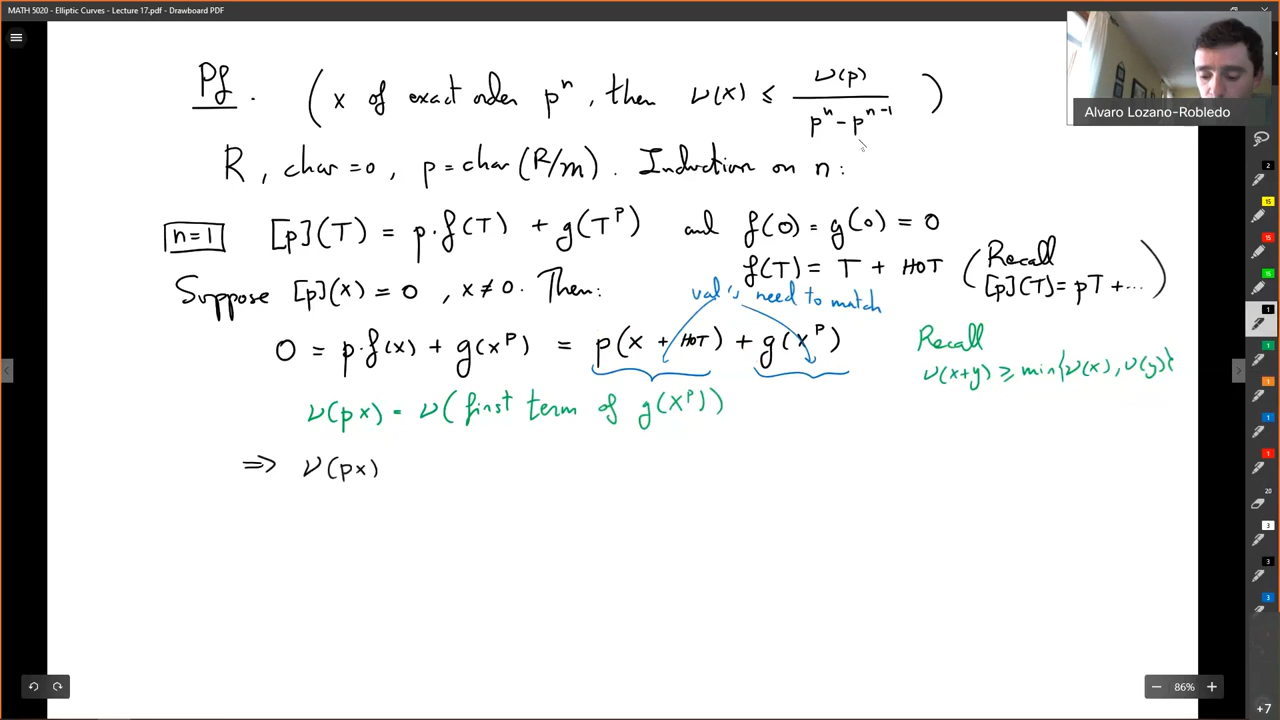 MATH 5020 - Elliptic Curves - Lecture 17.pdf - Drawboard PDF
Pf. (x of exact order p^n, then ν(x) ≤ ν(p) / (p^n - p^{n-1}))
Alvaro Lozano-Robledo
R, char = 0, p = char(R/m). Induction on n:
n=1 [p](T) = p·f(T) + g(T^p) and f(0) = g(0) = 0
f(T) = T + HOT
(Recall
[p](T) = pT + ...)
Suppose [p](x) = 0, x ≠ 0. Then:
val's need to match
0 = p·f(x) + g(x^p) = p(x + HOT) + g(x^p)
Recall
ν(x+y) ≥ min{ν(x), ν(y)}
ν(px) = ν(first term of g(x^p))
⇒ ν(px)
86%
+7